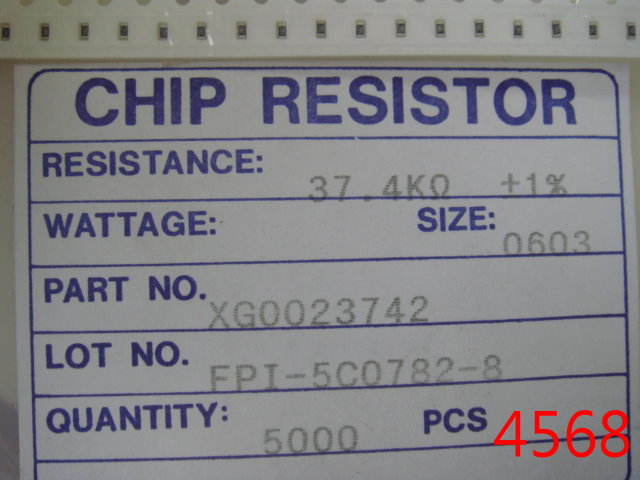 CHIP RESISTOR
RESISTANCE: 37.4KΩ ±1%
WATTAGE: SIZE: 0603
PART NO. XG0023742
LOT NO. FPI-5C0782-8
QUANTITY: 5000 PCS 4568